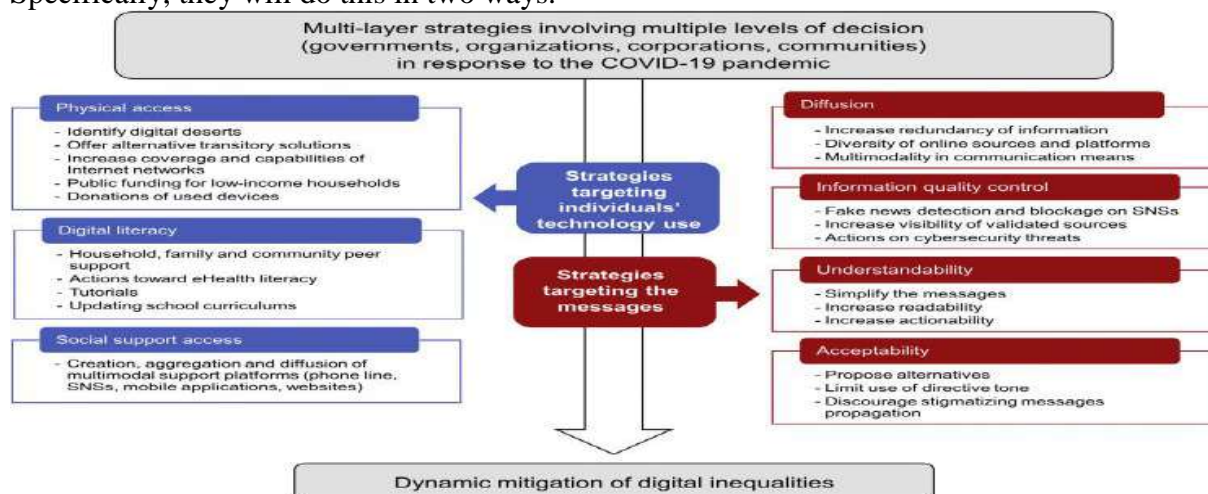 Specifically, they will do this in two ways.
Multi-layer strategies involving multiple levels of decision
(governments, organizations, corporations, communities)
in response to the COVID-19 pandemic
Physical access
- Identify digital deserts
- Offer alternative transitory solutions
- Increase coverage and capabilities of
Internet networks
- Public funding for low-income households
- Donations of used devices
Digital literacy
- Household, family and community peer
support
- Actions toward eHealth literacy
- Tutorials
- Updating school curriculums
Social support access
- Creation, aggregation and diffusion of
multimodal support platforms (phone line,
SNSs, mobile applications, websites)
Strategies
targeting
individuals'
technology use
Strategies
targeting the
messages
Diffusion
- Increase redundancy of information
- Diversity of online sources and platforms
- Multimodality in communication means
Information quality control
- Fake news detection and blockage on SNSs
- Increase visibility of validated sources
- Actions on cybersecurity threats
Understandability
- Simplify the messages
- Increase readability
- Increase actionability
Acceptability
- Propose alternatives
- Limit use of directive tone
- Discourage stigmatizing messages
propagation
Dynamic mitigation of digital inequalities